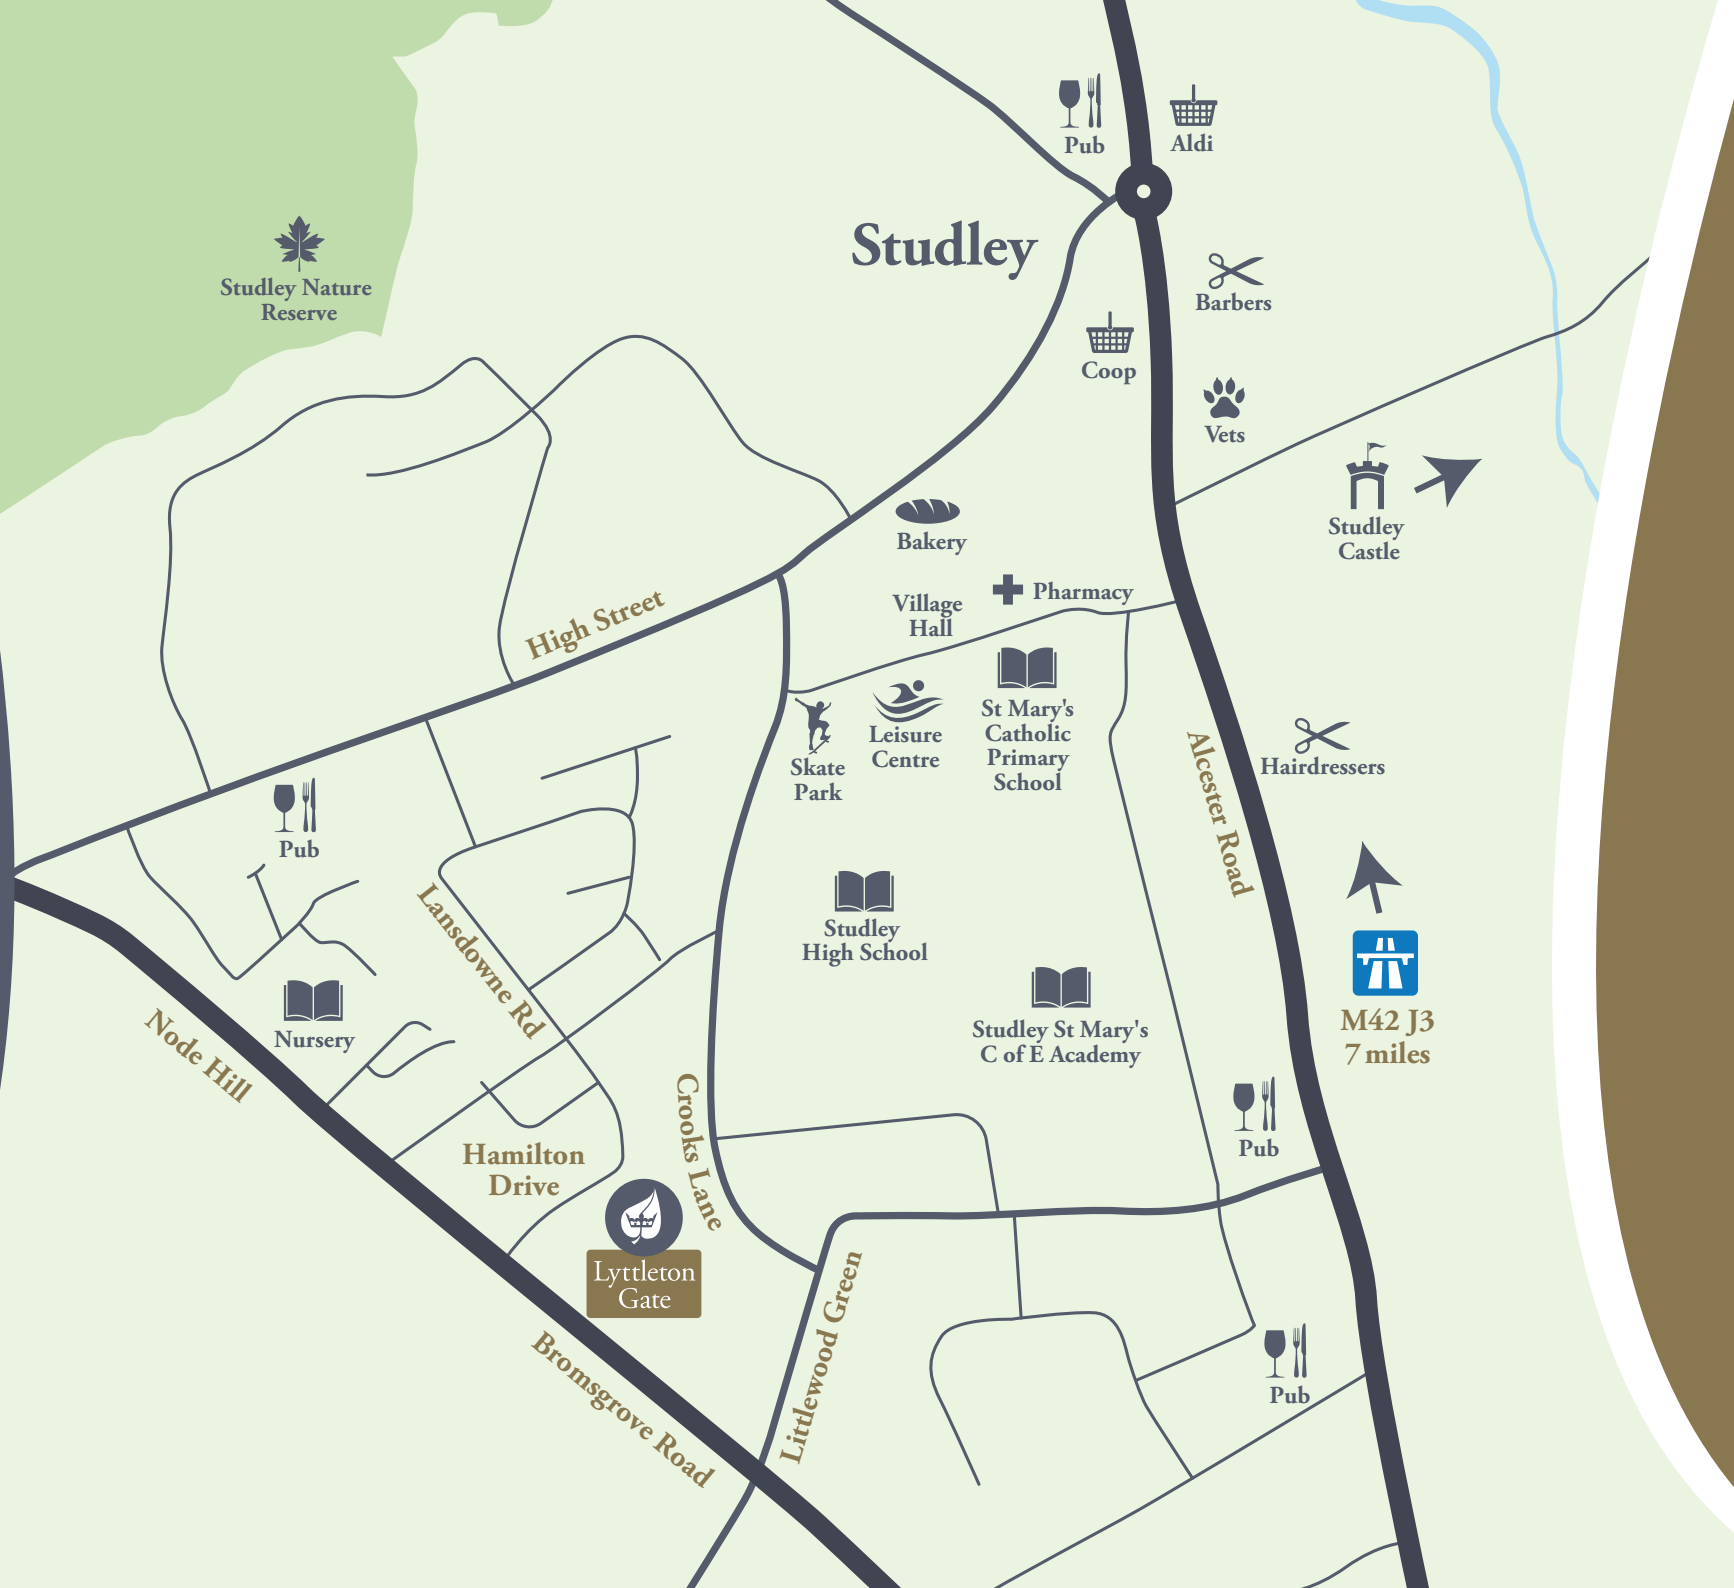 Pub
Aldi
Studley
Studley Nature
Reserve
Barbers
Coop
Vets
Studley
Castle
Bakery
Pharmacy
Village
Hall
High Street
St Mary's
Catholic
Primary
School
Leisure
Centre
Skate
Park
Alcester Road
Hairdressers
Pub
Lansdowne Rd
Studley
High School
Nursery
Node Hill
Studley St Mary's
C of E Academy
M42 J3
7 miles
Crooks Lane
Pub
Hamilton
Drive
Lyttleton
Gate
Littlewood Green
Bromsgrove Road
Pub